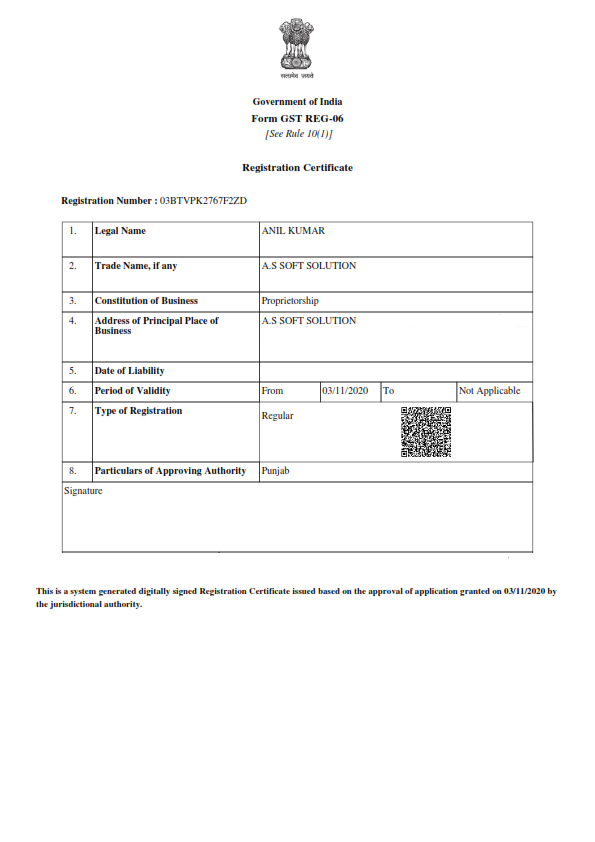 सत्यमेव जयते
Government of India
Form GST REG-06
[See Rule 10(1)]
Registration Certificate
Registration Number : 03BTVPK2767F2ZD
1. Legal Name ANIL KUMAR
2. Trade Name, if any A.S SOFT SOLUTION
3. Constitution of Business Proprietorship
4. Address of Principal Place of Business A.S SOFT SOLUTION
5. Date of Liability
6. Period of Validity From 03/11/2020 To Not Applicable
7. Type of Registration Regular
8. Particulars of Approving Authority Punjab
Signature
This is a system generated digitally signed Registration Certificate issued based on the approval of application granted on 03/11/2020 by
the jurisdictional authority.